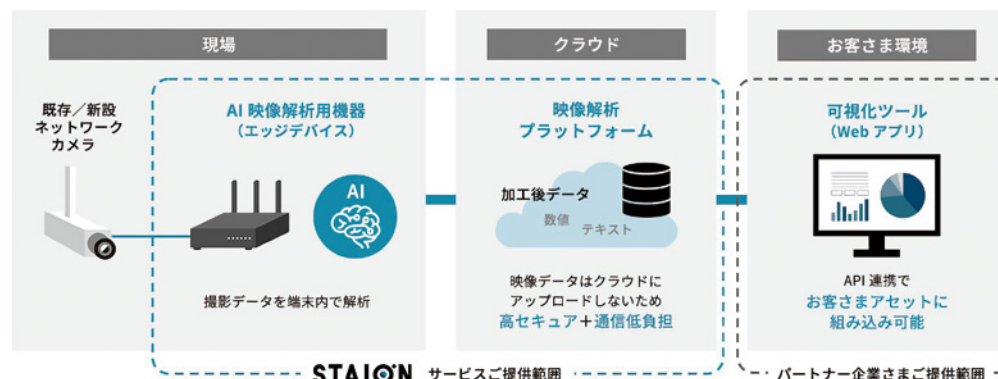 現場
既存／新設
ネットワーク
カメラ
AI 映像解析用機器
（エッジデバイス）
AI
撮影データを端末内で解析
クラウド
映像解析
プラットフォーム
加工後データ
数値
テキスト
映像データはクラウドに
アップロードしないため
高セキュア＋通信低負担
お客さま環境
可視化ツール
（Web アプリ）
API 連携で
お客さまアセットに
組み込み可能
STAION サービスご提供範囲
パートナー企業さまご提供範囲